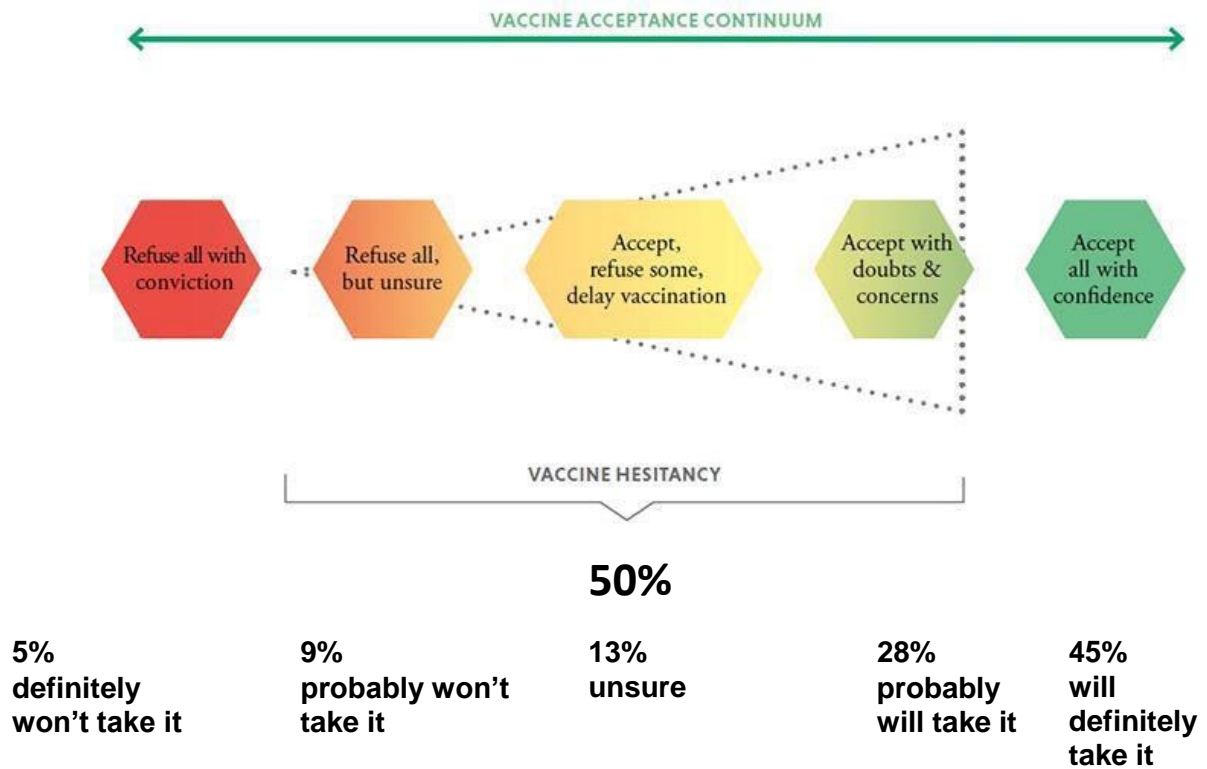 VACCINE ACCEPTANCE CONTINUUM
Refuse all with
conviction
Refuse all,
but unsure
Accept,
refuse some,
delay vaccination
Accept with
doubts &
concerns
Accept
all with
confidence
VACCINE HESITANCY
50%
5%
definitely
won’t take it
9%
probably won’t
take it
13%
unsure
28%
probably
will take it
45%
will
definitely
take it